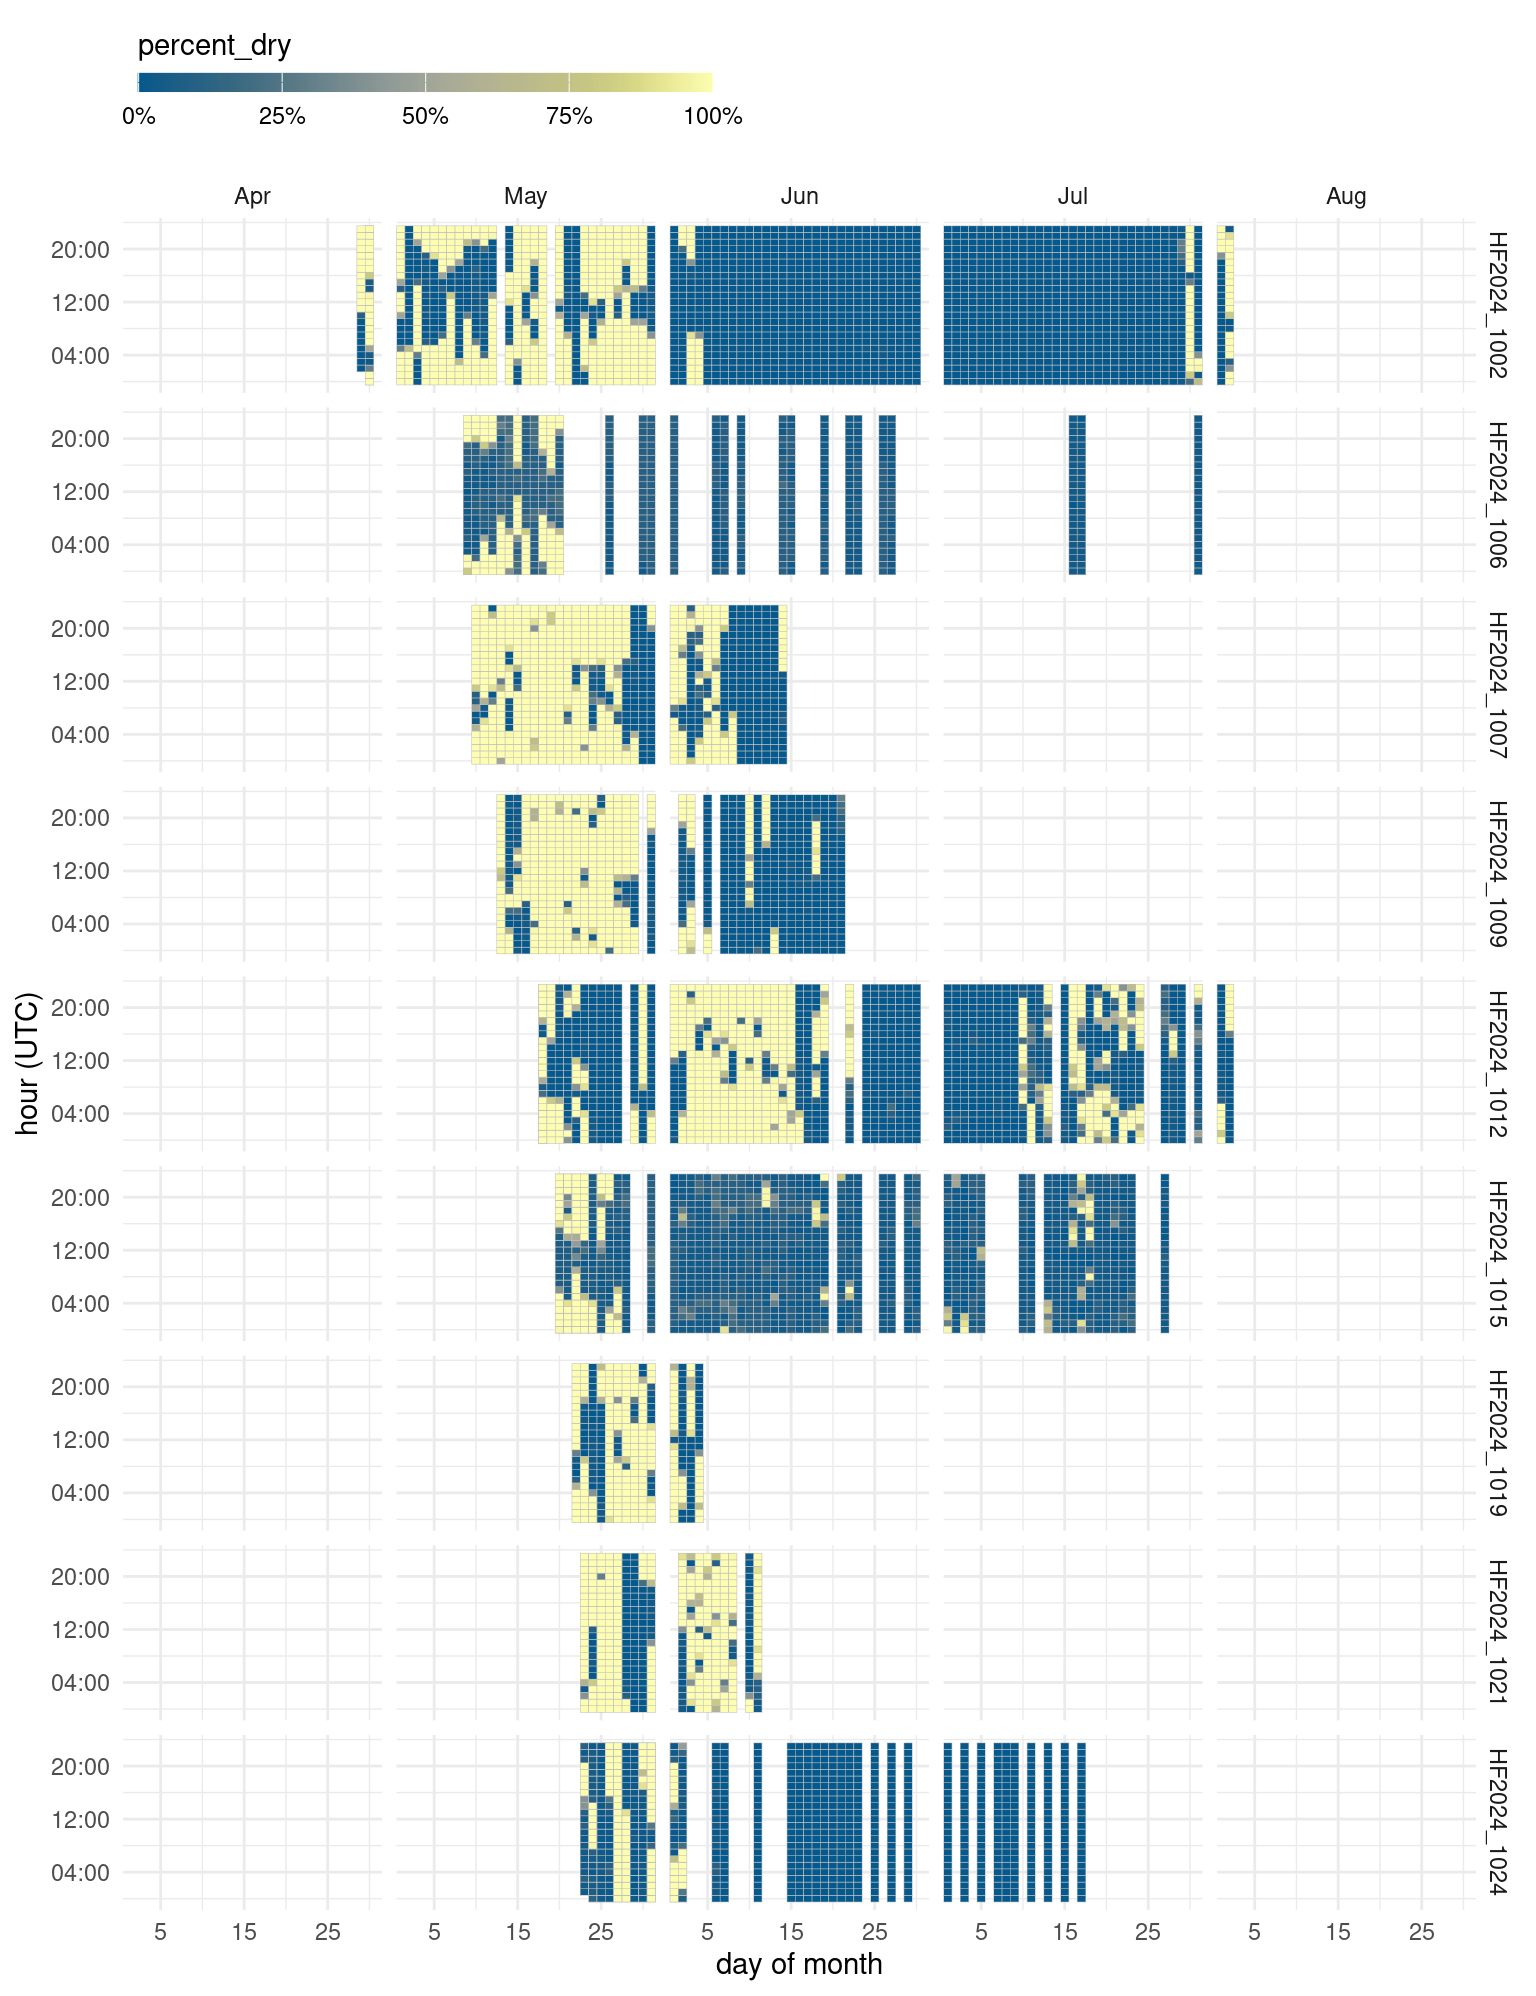 percent_dry
0% 25% 50% 75% 100%
Apr May Jun Jul Aug
20:00
12:00
04:00
HF2024_1002
20:00
12:00
04:00
HF2024_1006
20:00
12:00
04:00
HF2024_1007
20:00
12:00
04:00
HF2024_1009
hour (UTC)
20:00
12:00
04:00
HF2024_1012
20:00
12:00
04:00
HF2024_1015
20:00
12:00
04:00
HF2024_1019
20:00
12:00
04:00
HF2024_1021
20:00
12:00
04:00
HF2024_1024
5 15 25 5 15 25 5 15 25 5 15 25 5 15 25
day of month